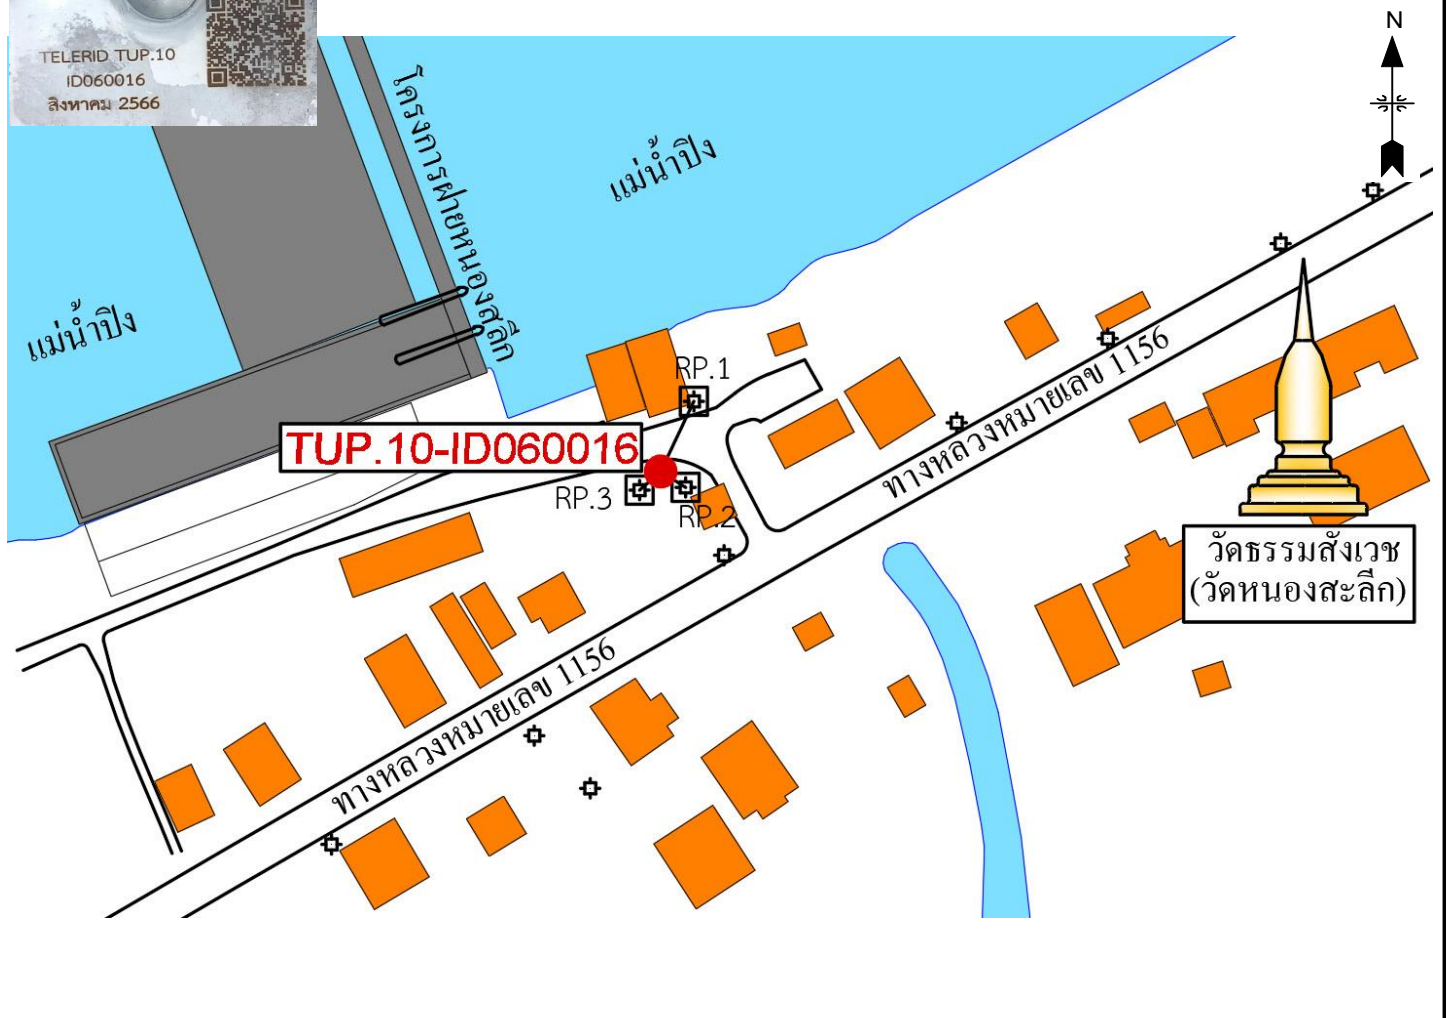 TELERID TUP.10
ID060016
สิงหาคม 2566
N
โครงการฝายหนองสลีก
แม่น้ำปิง
แม่น้ำปิง
RP.1
ทางหลวงหมายเลข 1156
TUP.10-ID060016
RP.3
RP.2
วัดธรรมสังเวช
(วัดหนองสะลีก)
ทางหลวงหมายเลข 1156